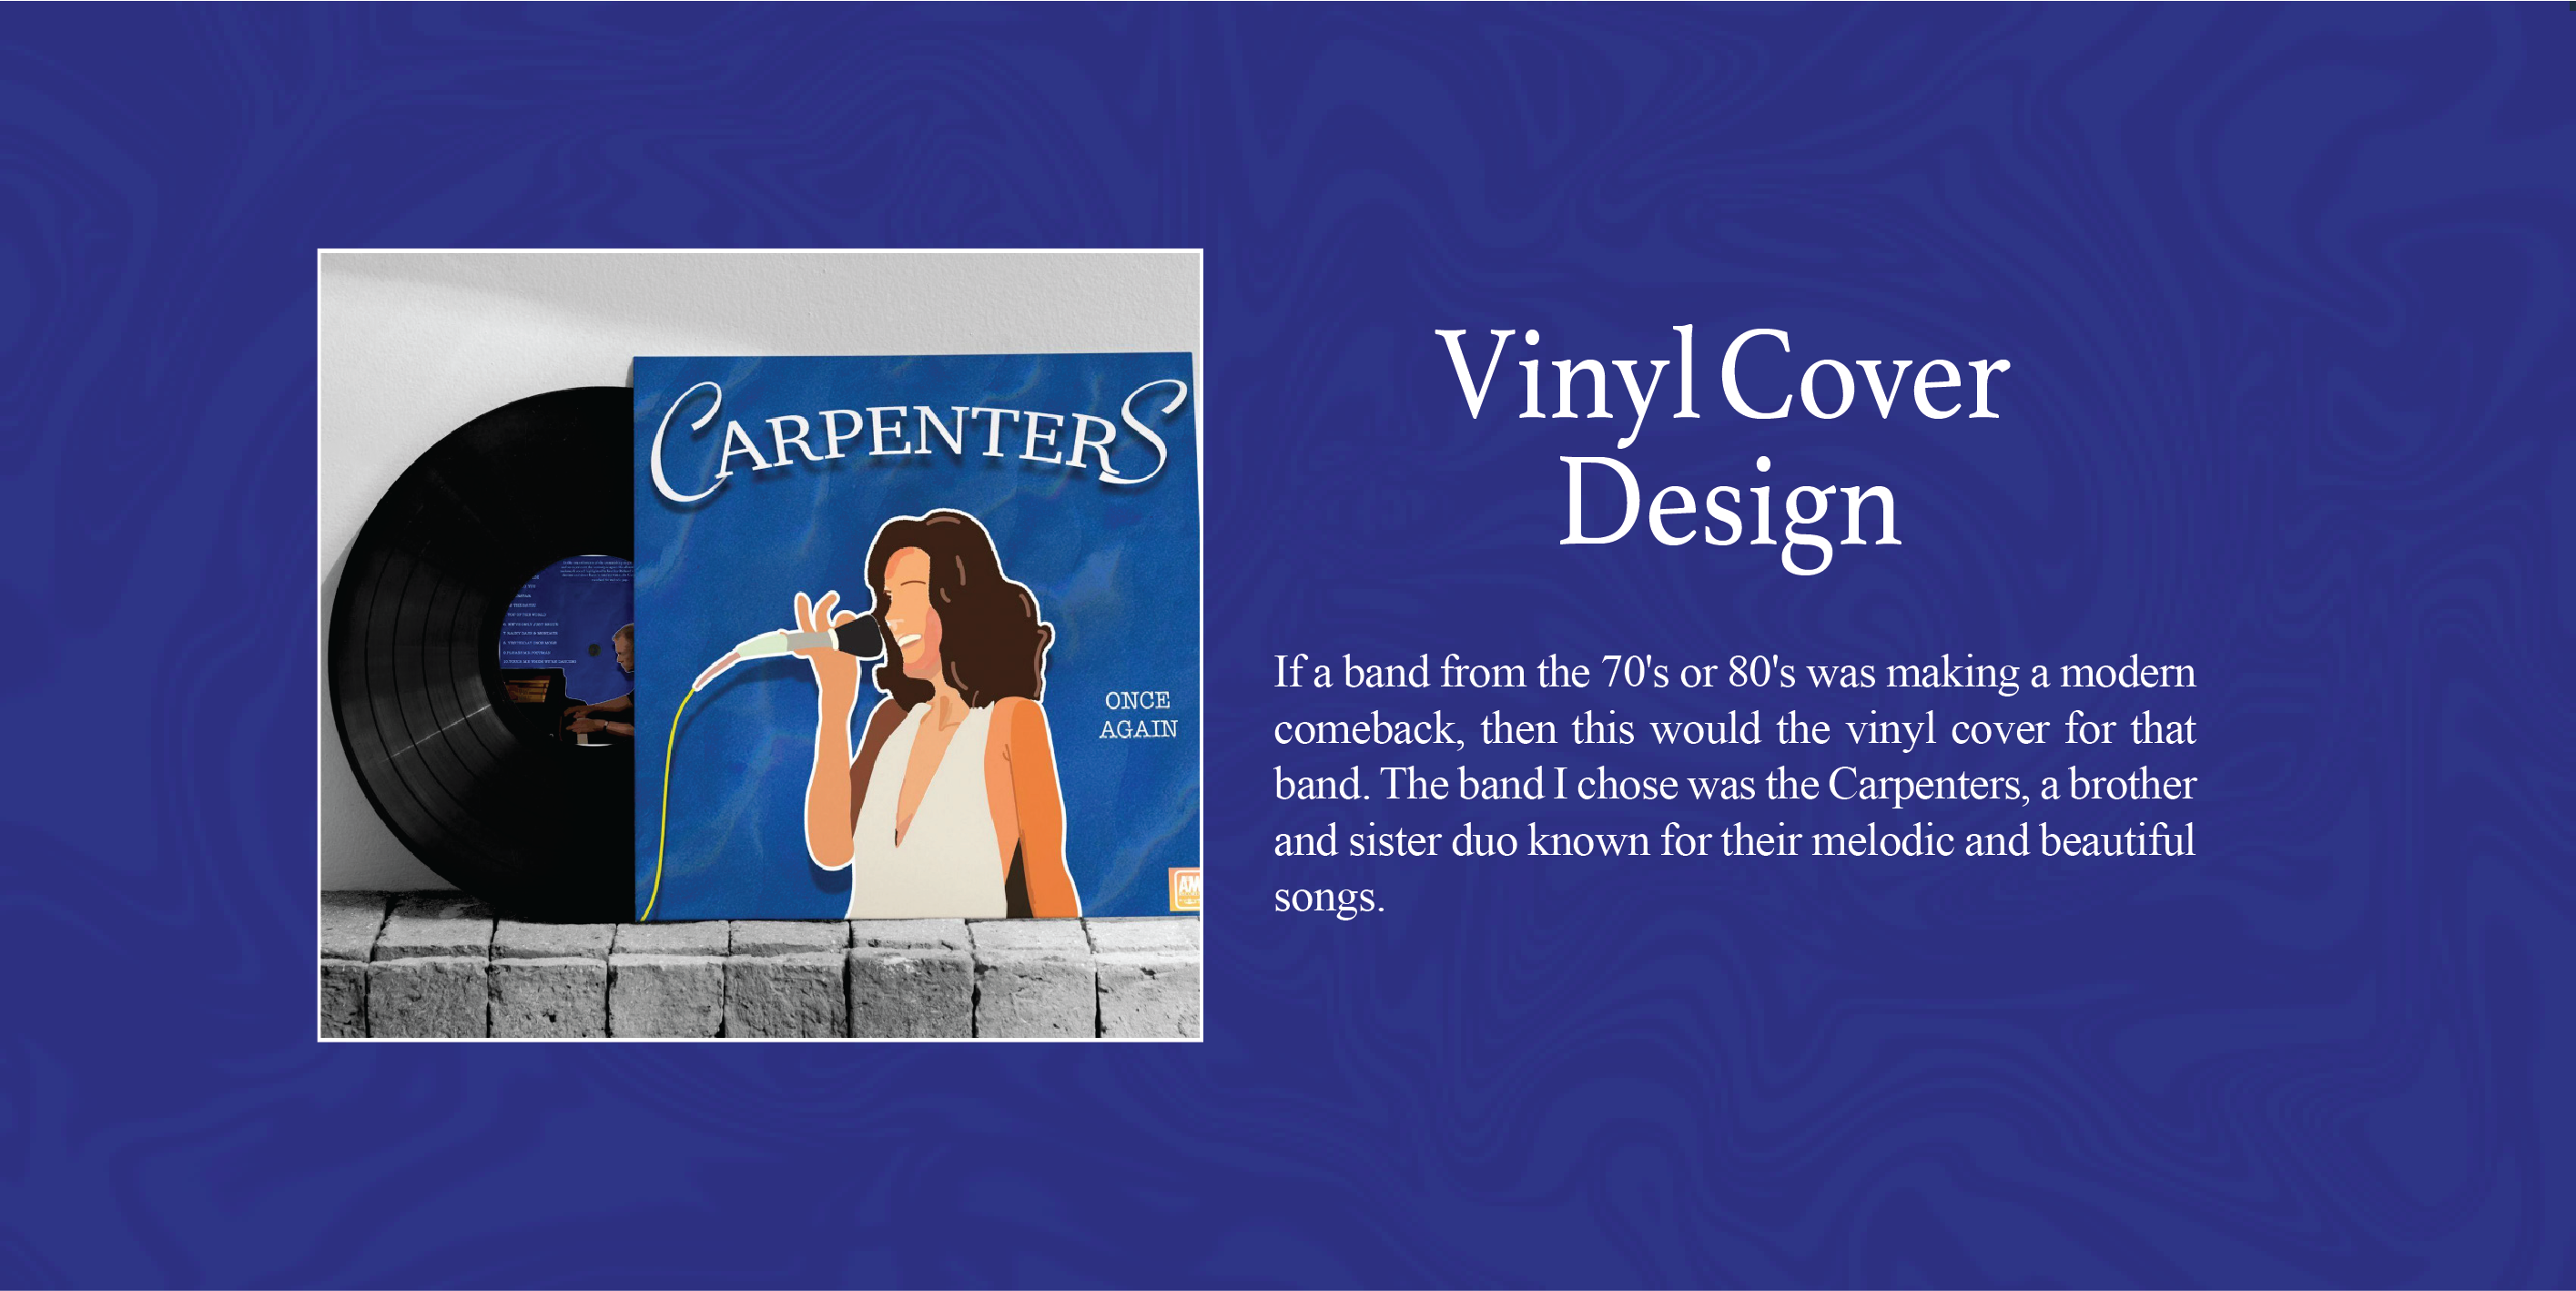 Vinyl Cover
Design
CARPENTERS
ONCE
AGAIN
If a band from the 70's or 80's was making a modern
comeback, then this would the vinyl cover for that
band. The band I chose was the Carpenters, a brother
and sister duo known for their melodic and beautiful
songs.